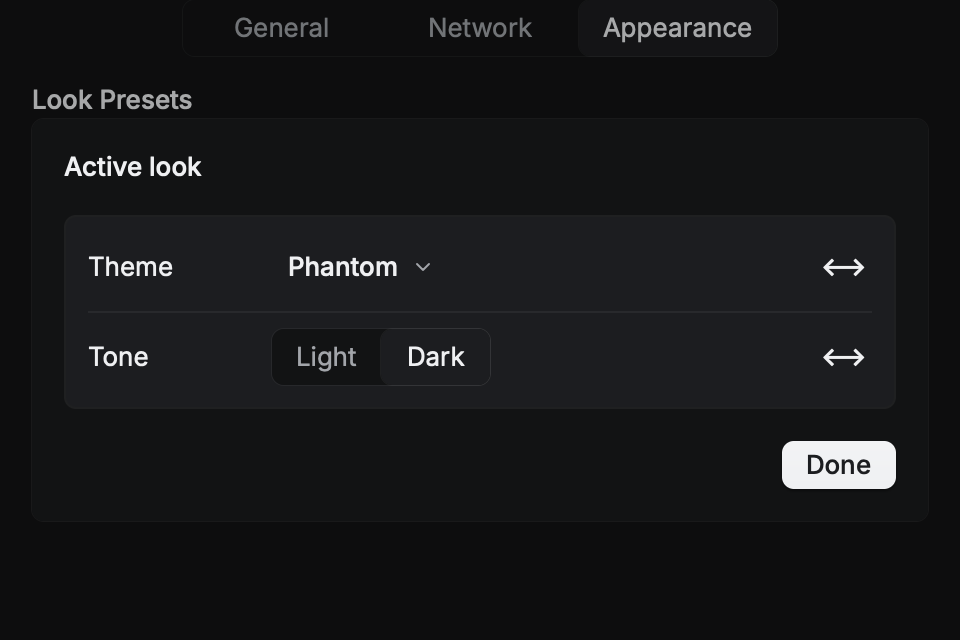 General Network Appearance
Look Presets
Active look
Theme Phantom
Tone Light Dark
Done